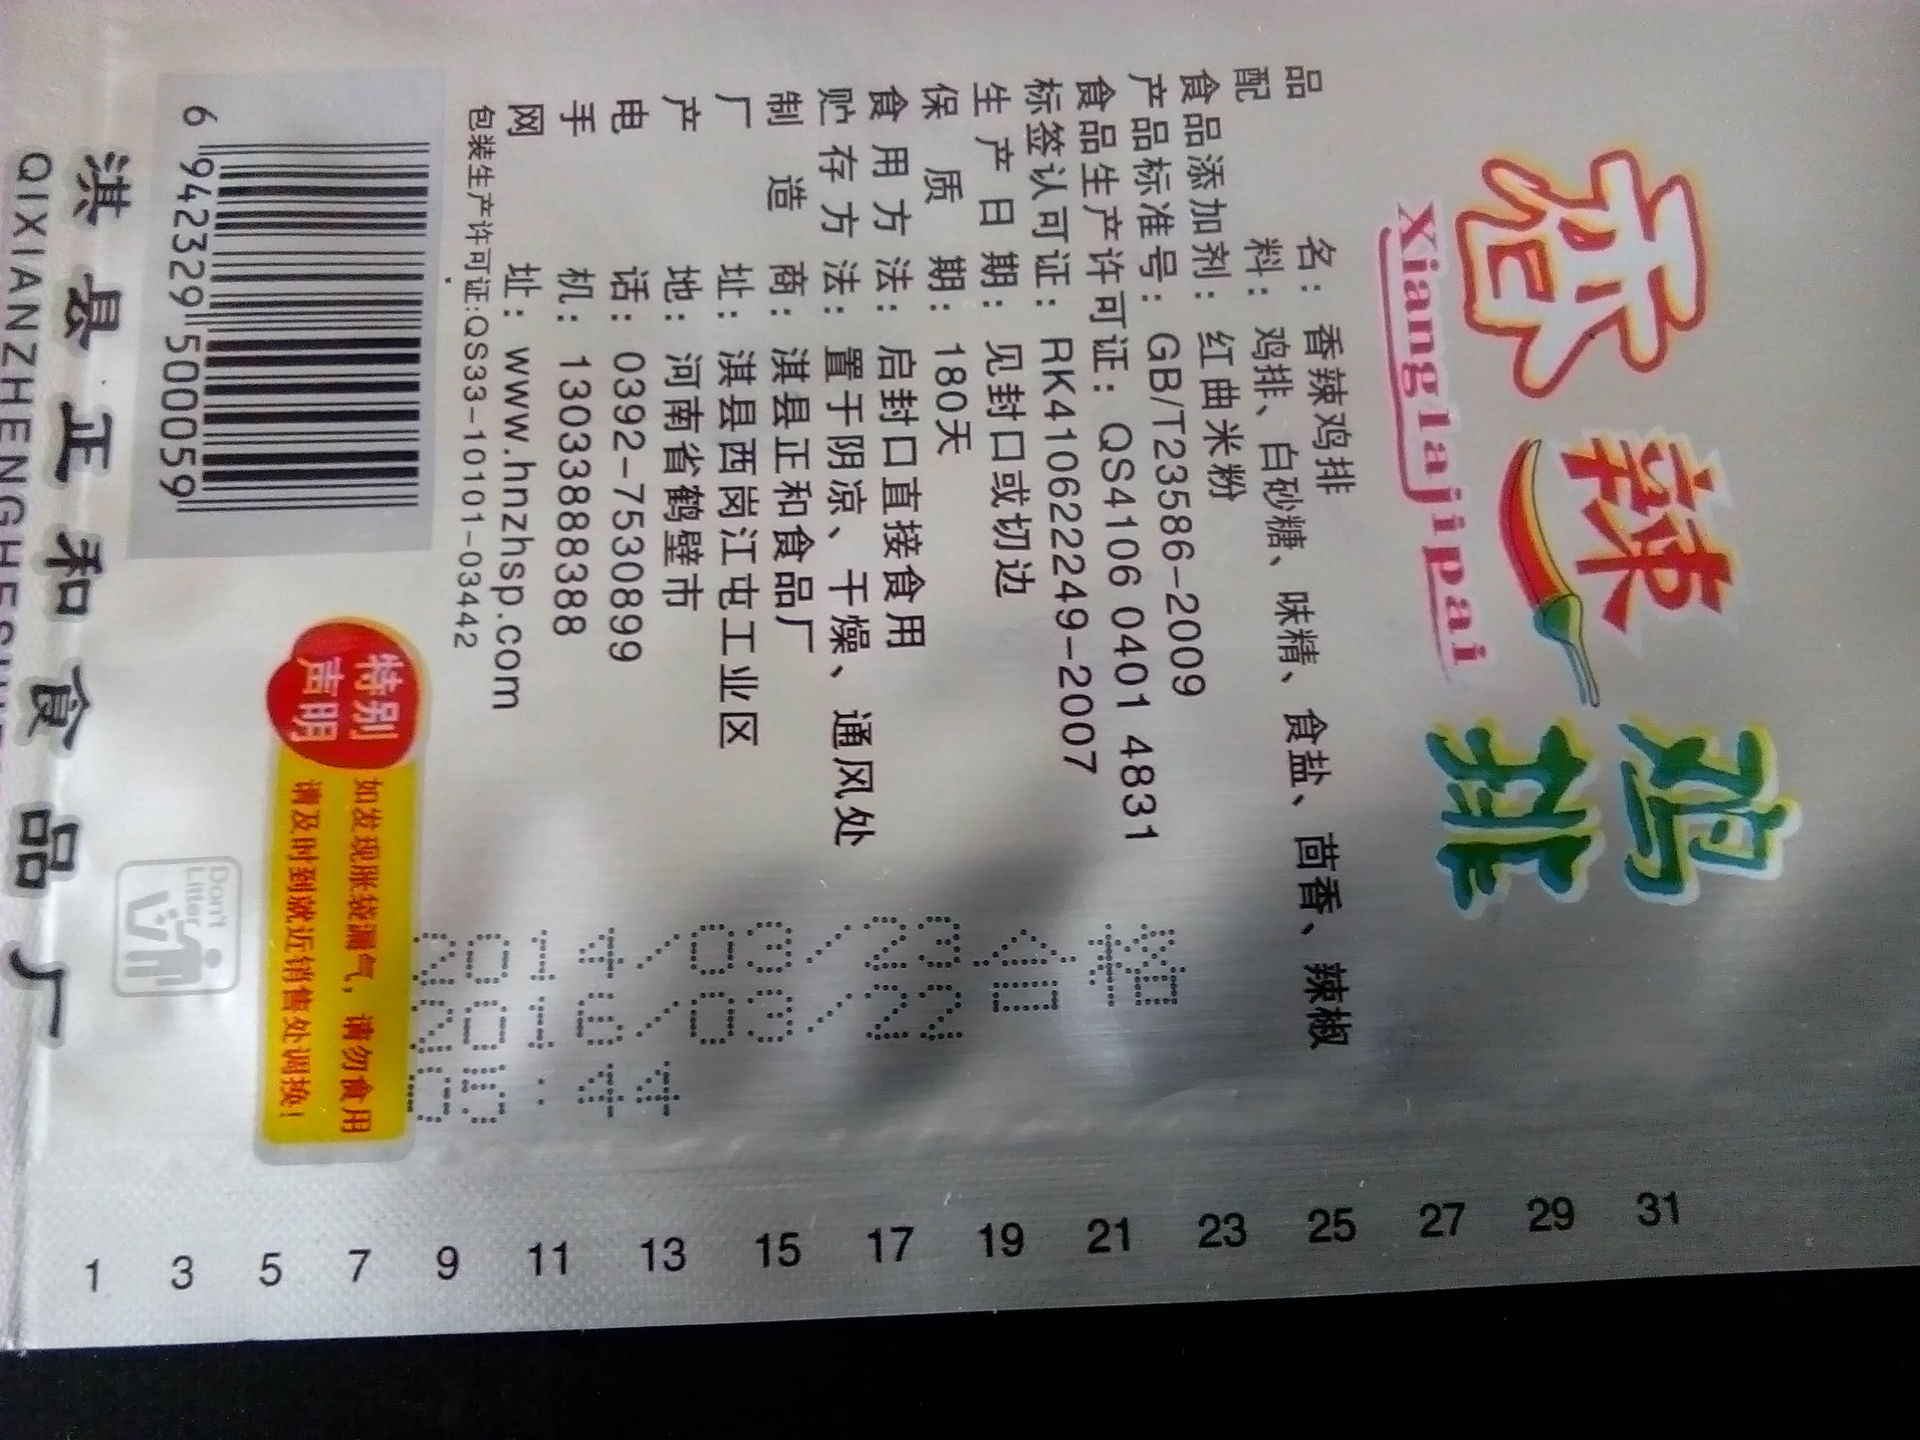 香辣鸡排
Xianglajipai
品名：香辣鸡排
配料：鸡排、白砂糖、味精、食盐、茴香、辣椒
食品添加剂：红曲米粉
产品标准号：GB/T23586-2009
食品生产许可证：QS4106 0401 4831
标签认可证：RK410622249-2007
生产日期：见封口或切边
保质期：180天
食用方法：启封口直接食用
贮存方法：置于阴凉、干燥、通风处
制造商：淇县正和食品厂
厂址：淇县西岗江屯工业区
产地：河南省鹤壁市
电话：0392-7530899
手机：13033888388
网址：www.hnzhsp.com
包装生产许可证:QS33-10101-03442
合格
2014/03/23
2016/03/22
03:44
特别声明
如发现胀袋漏气，请勿食用
请及时到就近销售处调换！
6 942329 500059
Don't Litter
淇县正和食品厂
QIXIANZHENGHESHI
1 3 5 7 9 11 13 15 17 19 21 23 25 27 29 31